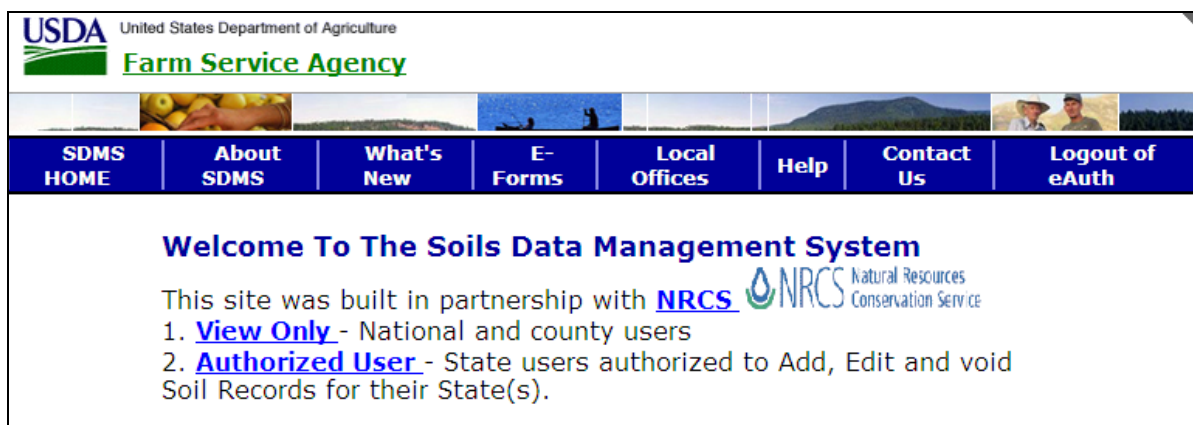 USDA United States Department of Agriculture
Farm Service Agency
SDMS HOME | About SDMS | What's New | E-Forms | Local Offices | Help | Contact Us | Logout of eAuth
Welcome To The Soils Data Management System
This site was built in partnership with NRCS NRCS Natural Resources Conservation Service
1. View Only - National and county users
2. Authorized User - State users authorized to Add, Edit and void
Soil Records for their State(s).